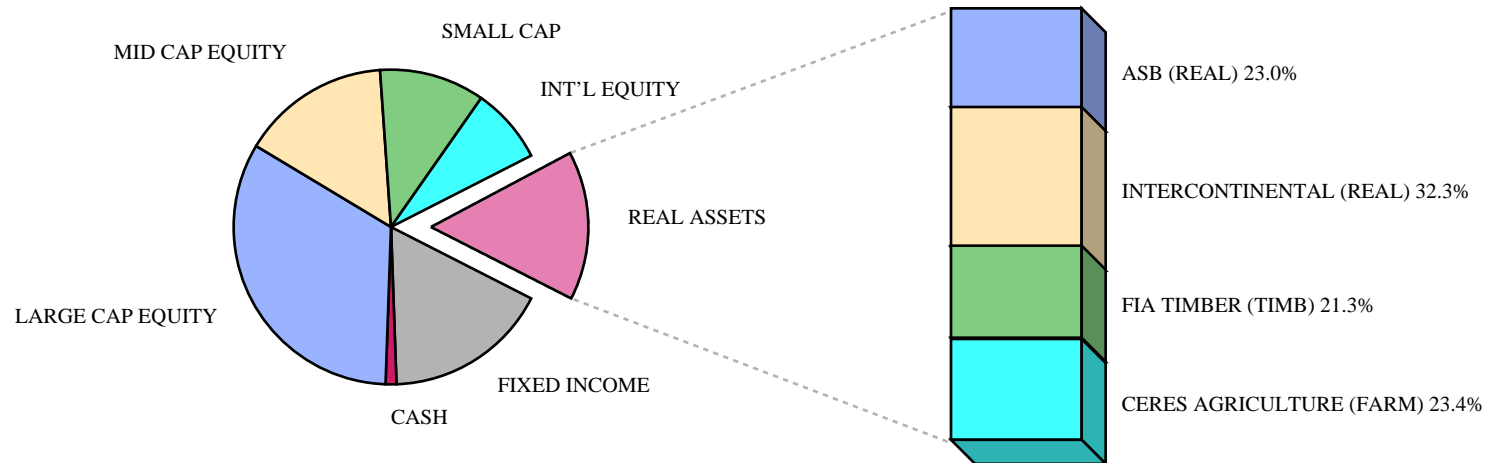 SMALL CAP
MID CAP EQUITY
INT'L EQUITY
REAL ASSETS
LARGE CAP EQUITY
FIXED INCOME
CASH
ASB (REAL) 23.0%
INTERCONTINENTAL (REAL) 32.3%
FIA TIMBER (TIMB) 21.3%
CERES AGRICULTURE (FARM) 23.4%